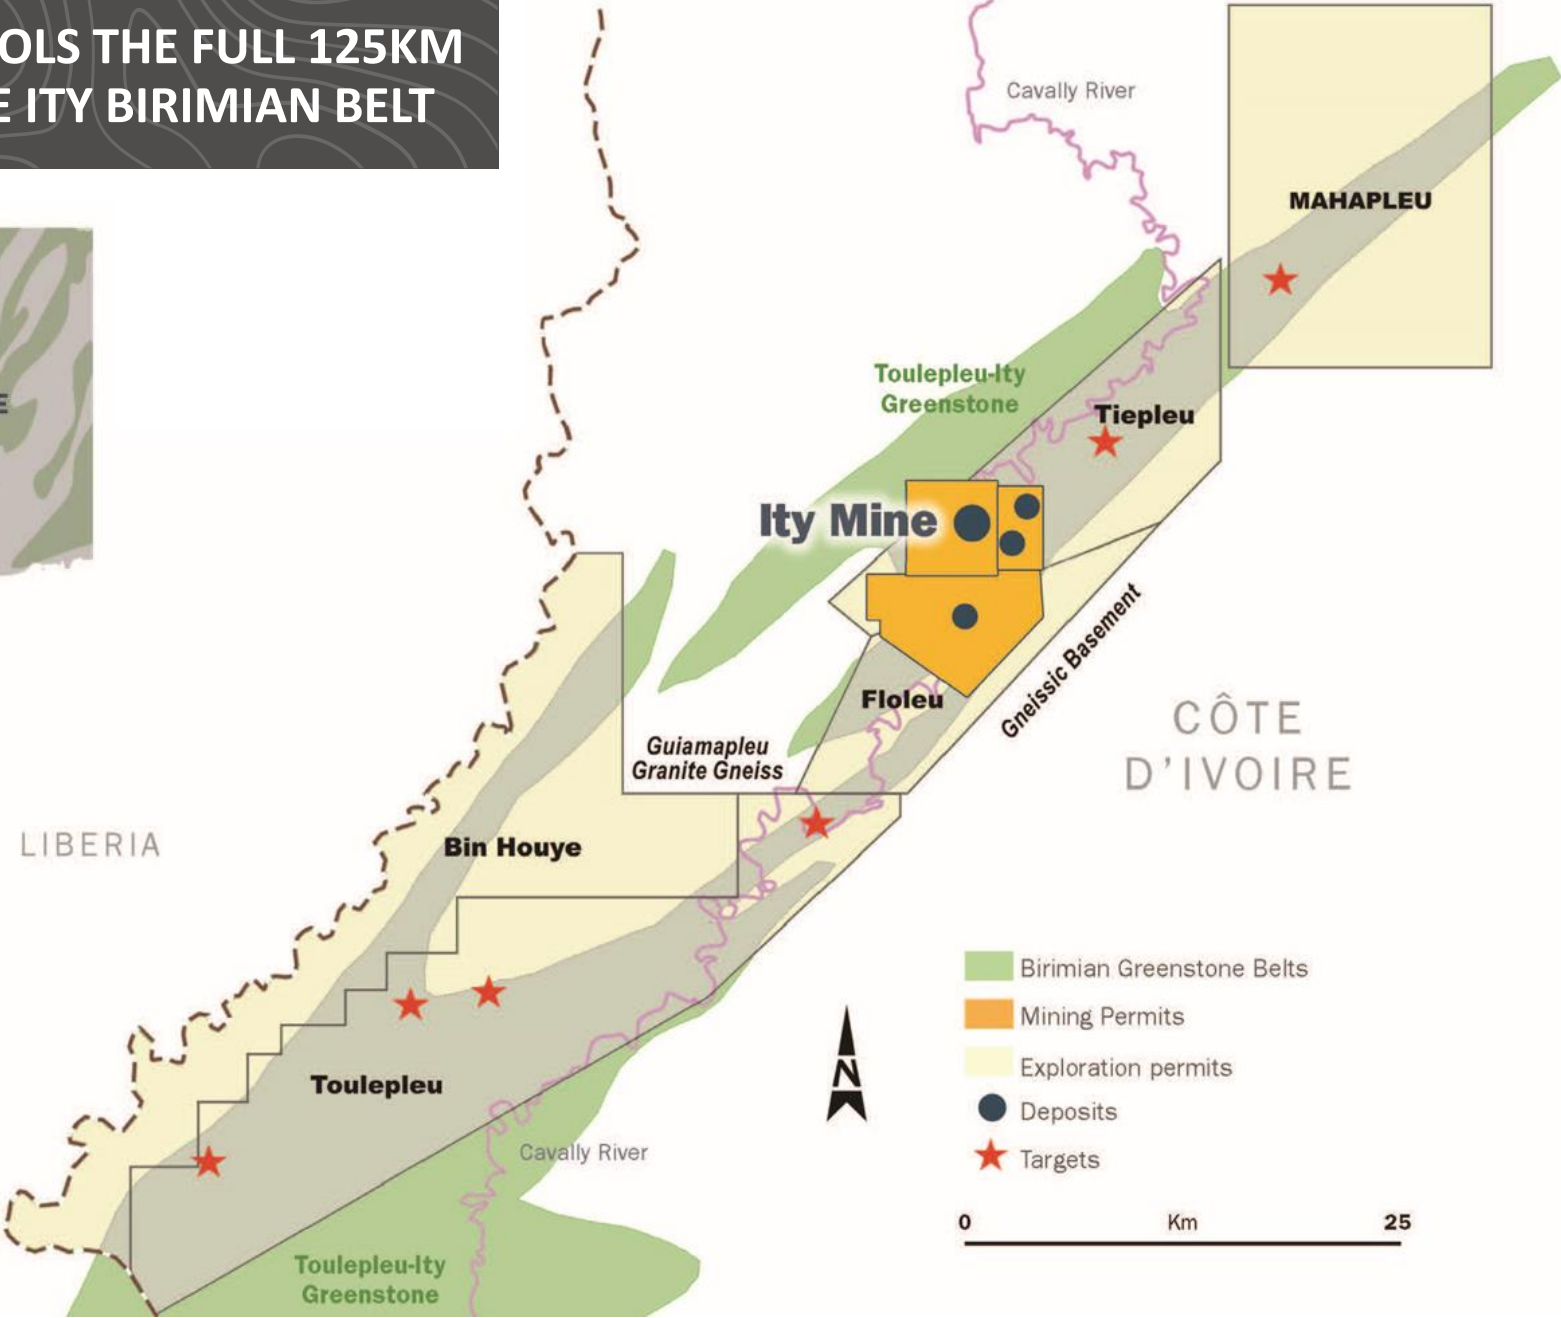 OLS THE FULL 125KM
E ITY BIRIMIAN BELT
Cavally River
MAHAPLEU
E
Toulepleu-Ity
Greenstone
Tiepleu
Ity Mine
Gneissic Basement
Floleu
CÔTE
D'IVOIRE
Guiamapleu
Granite Gneiss
LIBERIA
Bin Houye
Birimian Greenstone Belts
Mining Permits
Exploration permits
Deposits
Targets
N
Toulepleu
Cavally River
0 Km 25
Toulepleu-Ity
Greenstone